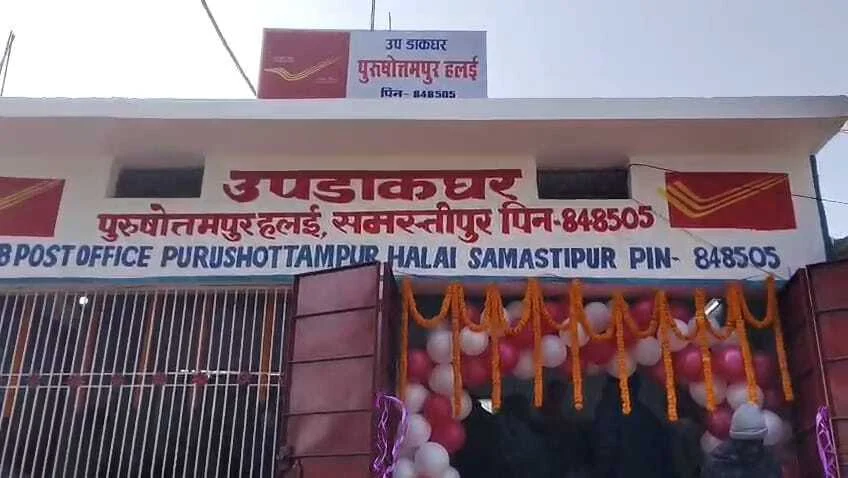 उप डाकघर
पुरुषोत्तमपुर हलई
पिन- 848505
उपडाकघर
पुरुषोत्तमपुर हलई, समस्तीपुर पिन-848505
B POST OFFICE PURUSHOTTAMPUR HALAI SAMASTIPUR PIN- 848505